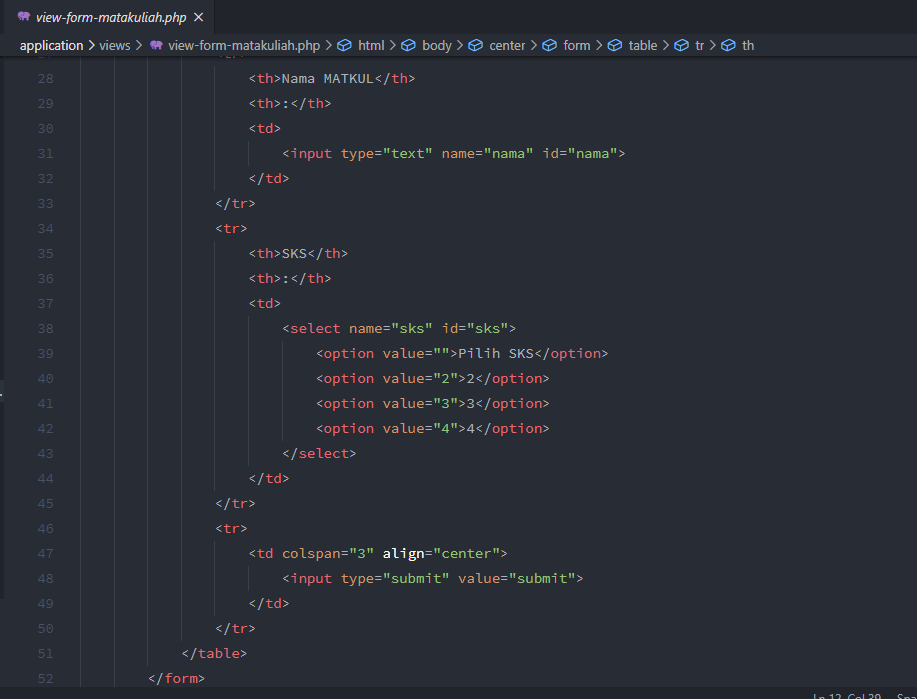 view-form-matakuliah.php ×
application > views > view-form-matakuliah.php > html > body > center > form > table > tr > th
28 <th>Nama MATKUL</th>
29 <th>:</th>
30 <td>
31 <input type="text" name="nama" id="nama">
32 </td>
33 </tr>
34 <tr>
35 <th>SKS</th>
36 <th>:</th>
37 <td>
38 <select name="sks" id="sks">
39 <option value="">Pilih SKS</option>
40 <option value="2">2</option>
41 <option value="3">3</option>
42 <option value="4">4</option>
43 </select>
44 </td>
45 </tr>
46 <tr>
47 <td colspan="3" align="center">
48 <input type="submit" value="submit">
49 </td>
50 </tr>
51 </table>
52 </form>